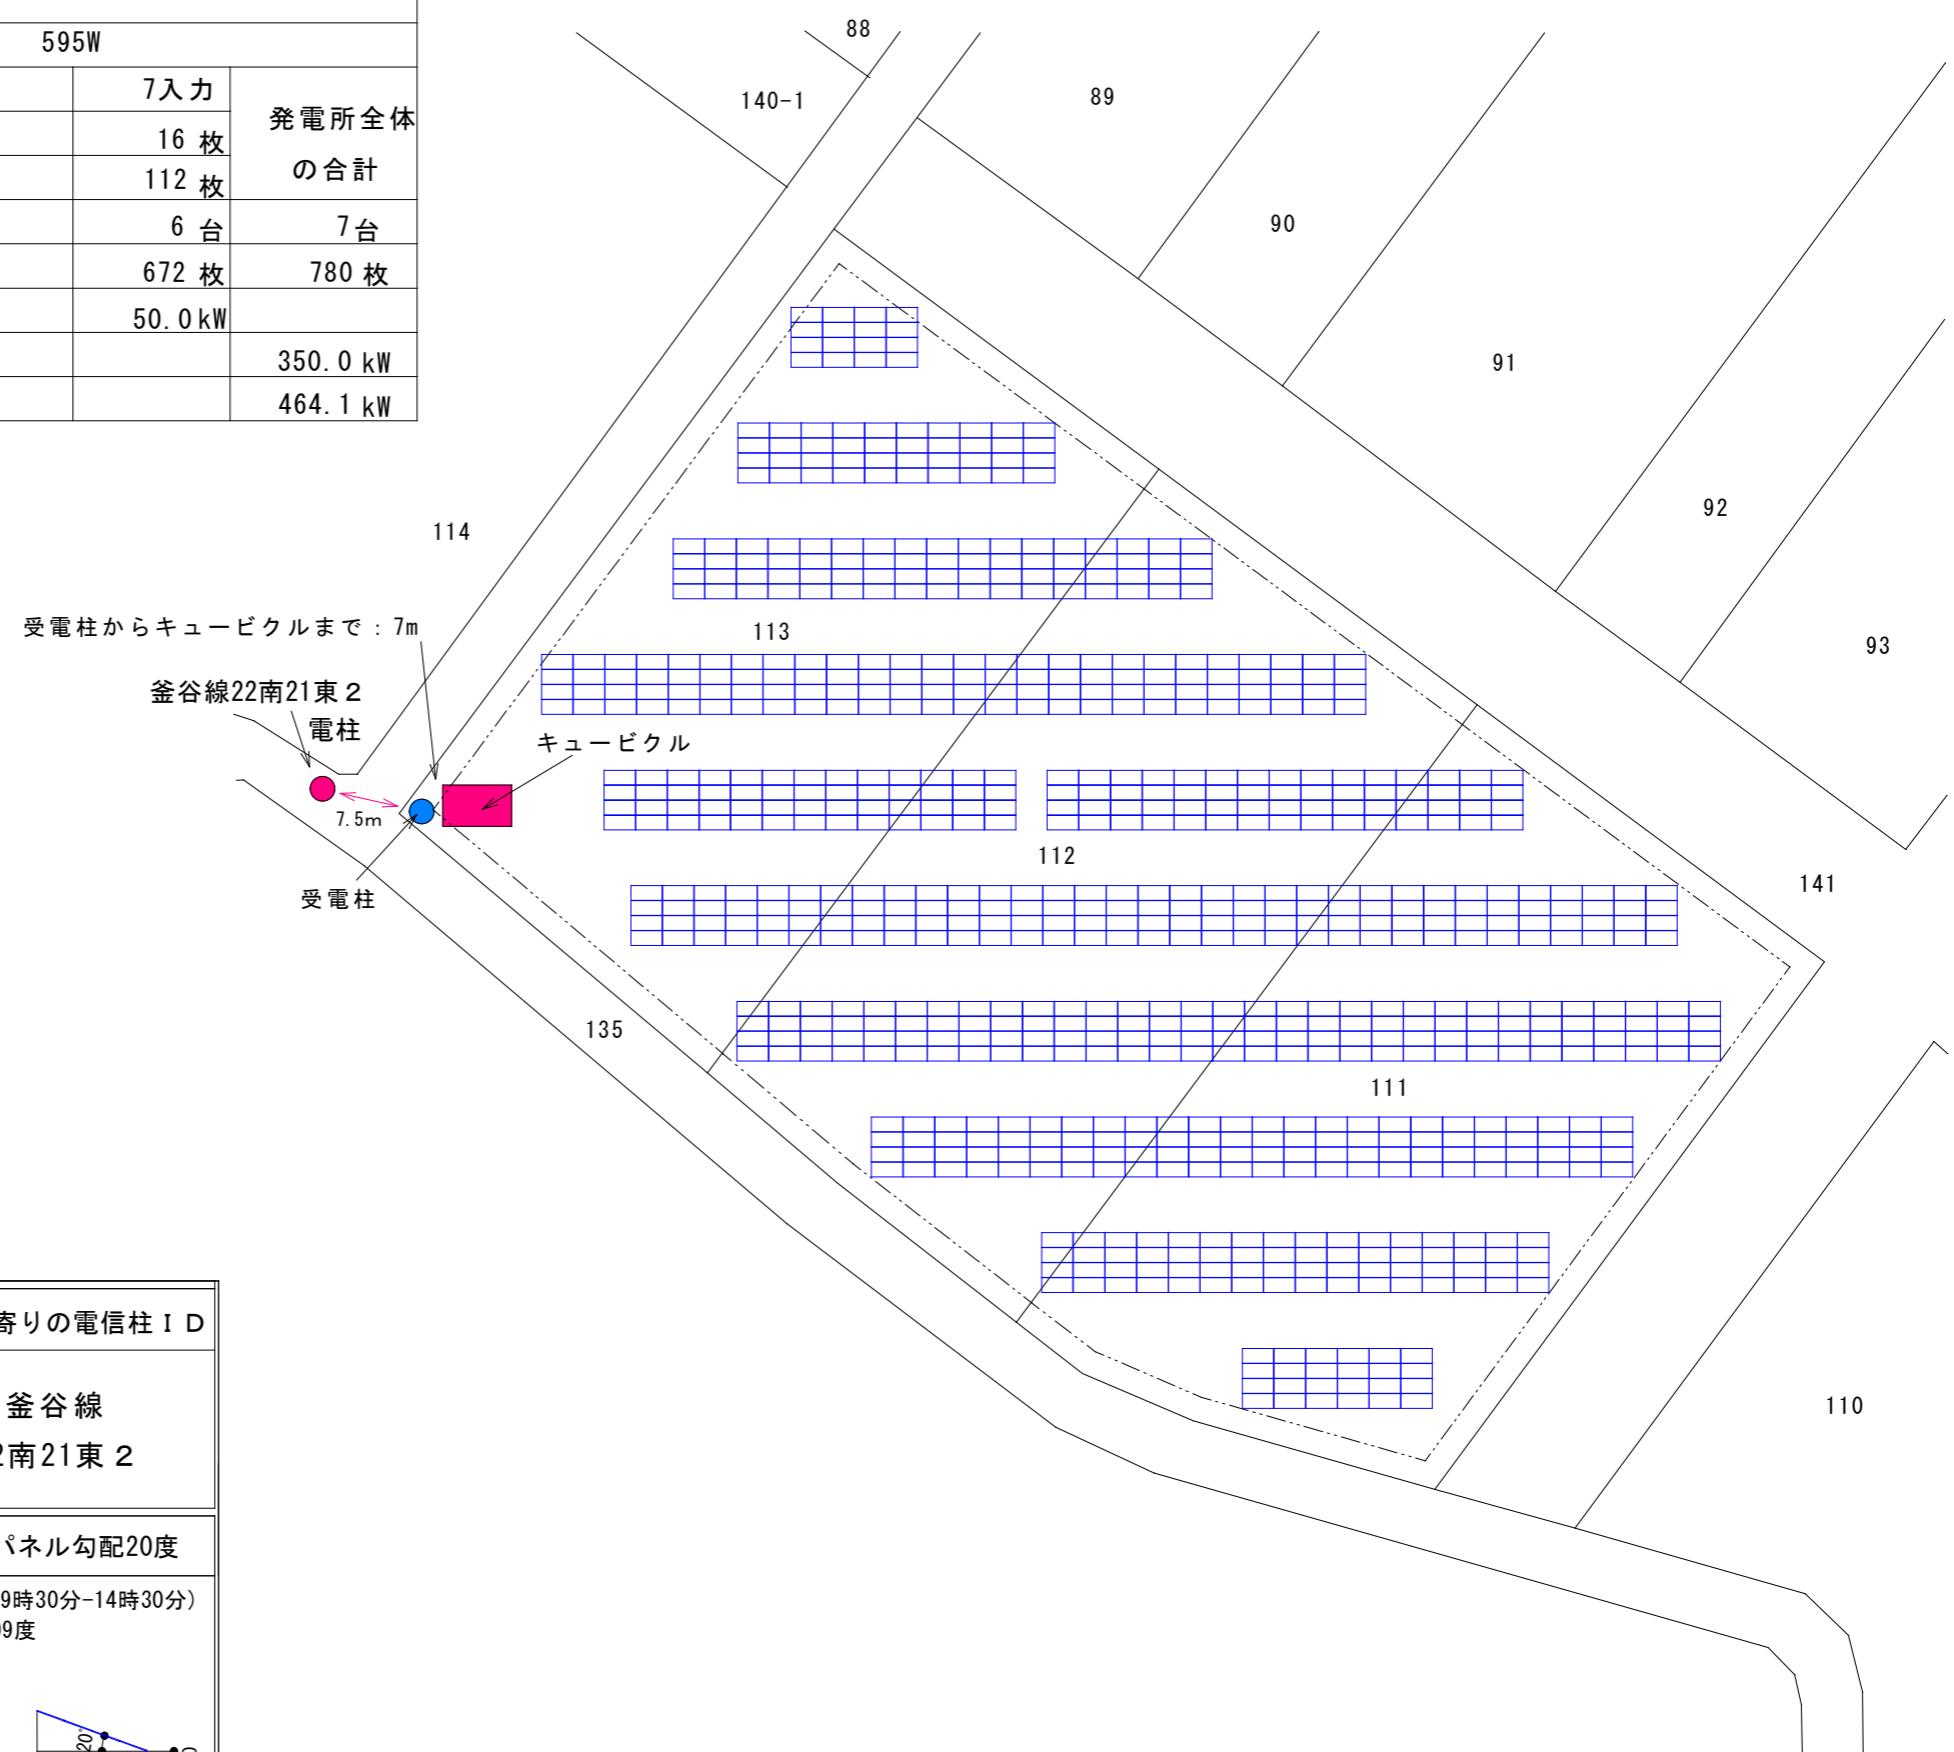 595W
7入力
発電所全体
の合計
16 枚
112 枚
6 台 7台
672 枚 780 枚
50.0kW
350.0 kW
464.1 kW
88
140-1
89
90
91
92
93
114
受電柱からキュービクルまで：7m
113
釜谷線22南21東２
電柱
キュービクル
7.5m
受電柱
112
141
135
111
110
寄りの電信柱ＩＤ
釜谷線
南21東２
パネル勾配20度
9時30分-14時30分)
9度
20°